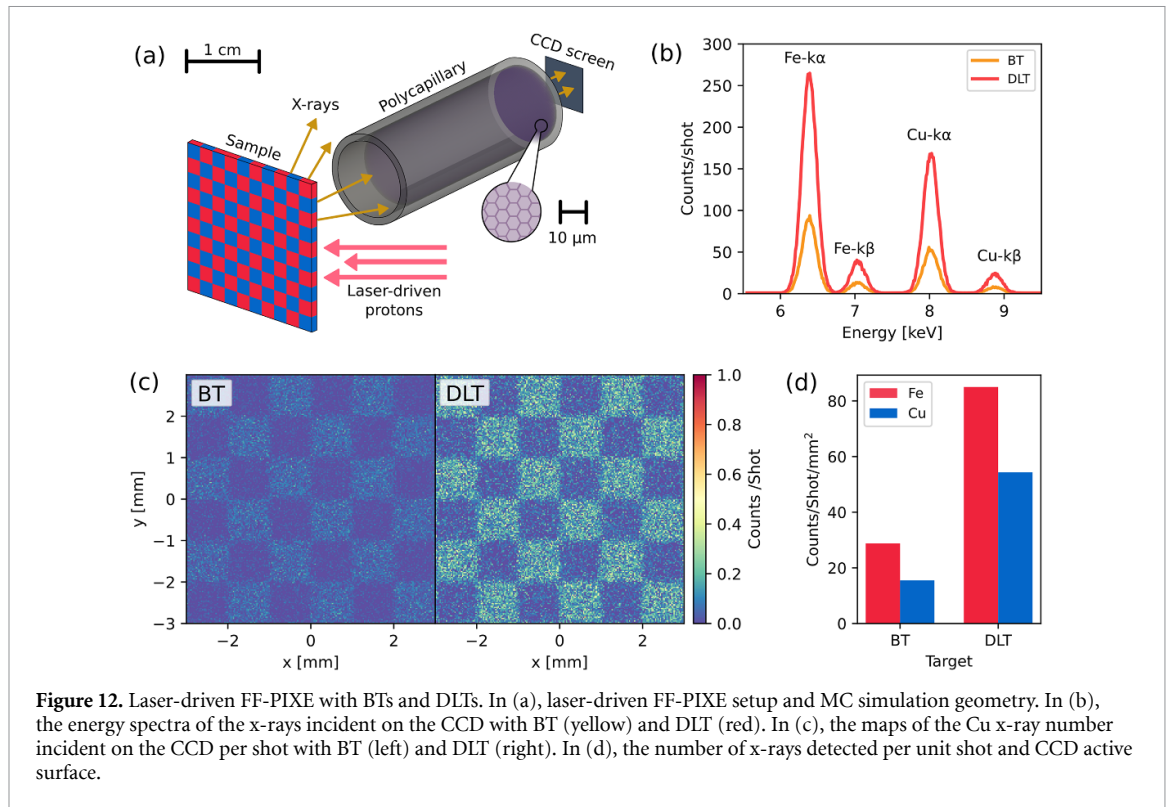 (a)
1 cm
X-rays
Sample
Polycapillary
CCD screen
10 μm
Laser-driven
protons
(b)
Counts/shot
300
250
200
150
100
50
0
Fe-kα
Fe-kβ
Cu-kα
Cu-kβ
BT
DLT
6
7
8
9
Energy [keV]
(c)
BT
DLT
y [mm]
2
1
0
−1
−2
−3
−2
0
2
x [mm]
−2
0
2
x [mm]
1.0
0.8
0.6
0.4
0.2
0.0
Counts /Shot
(d)
Fe
Cu
Counts/Shot/mm²
80
60
40
20
0
BT
DLT
Target
Figure 12. Laser-driven FF-PIXE with BTs and DLTs. In (a), laser-driven FF-PIXE setup and MC simulation geometry. In (b),
the energy spectra of the x-rays incident on the CCD with BT (yellow) and DLT (red). In (c), the maps of the Cu x-ray number
incident on the CCD per shot with BT (left) and DLT (right). In (d), the number of x-rays detected per unit shot and CCD active
surface.